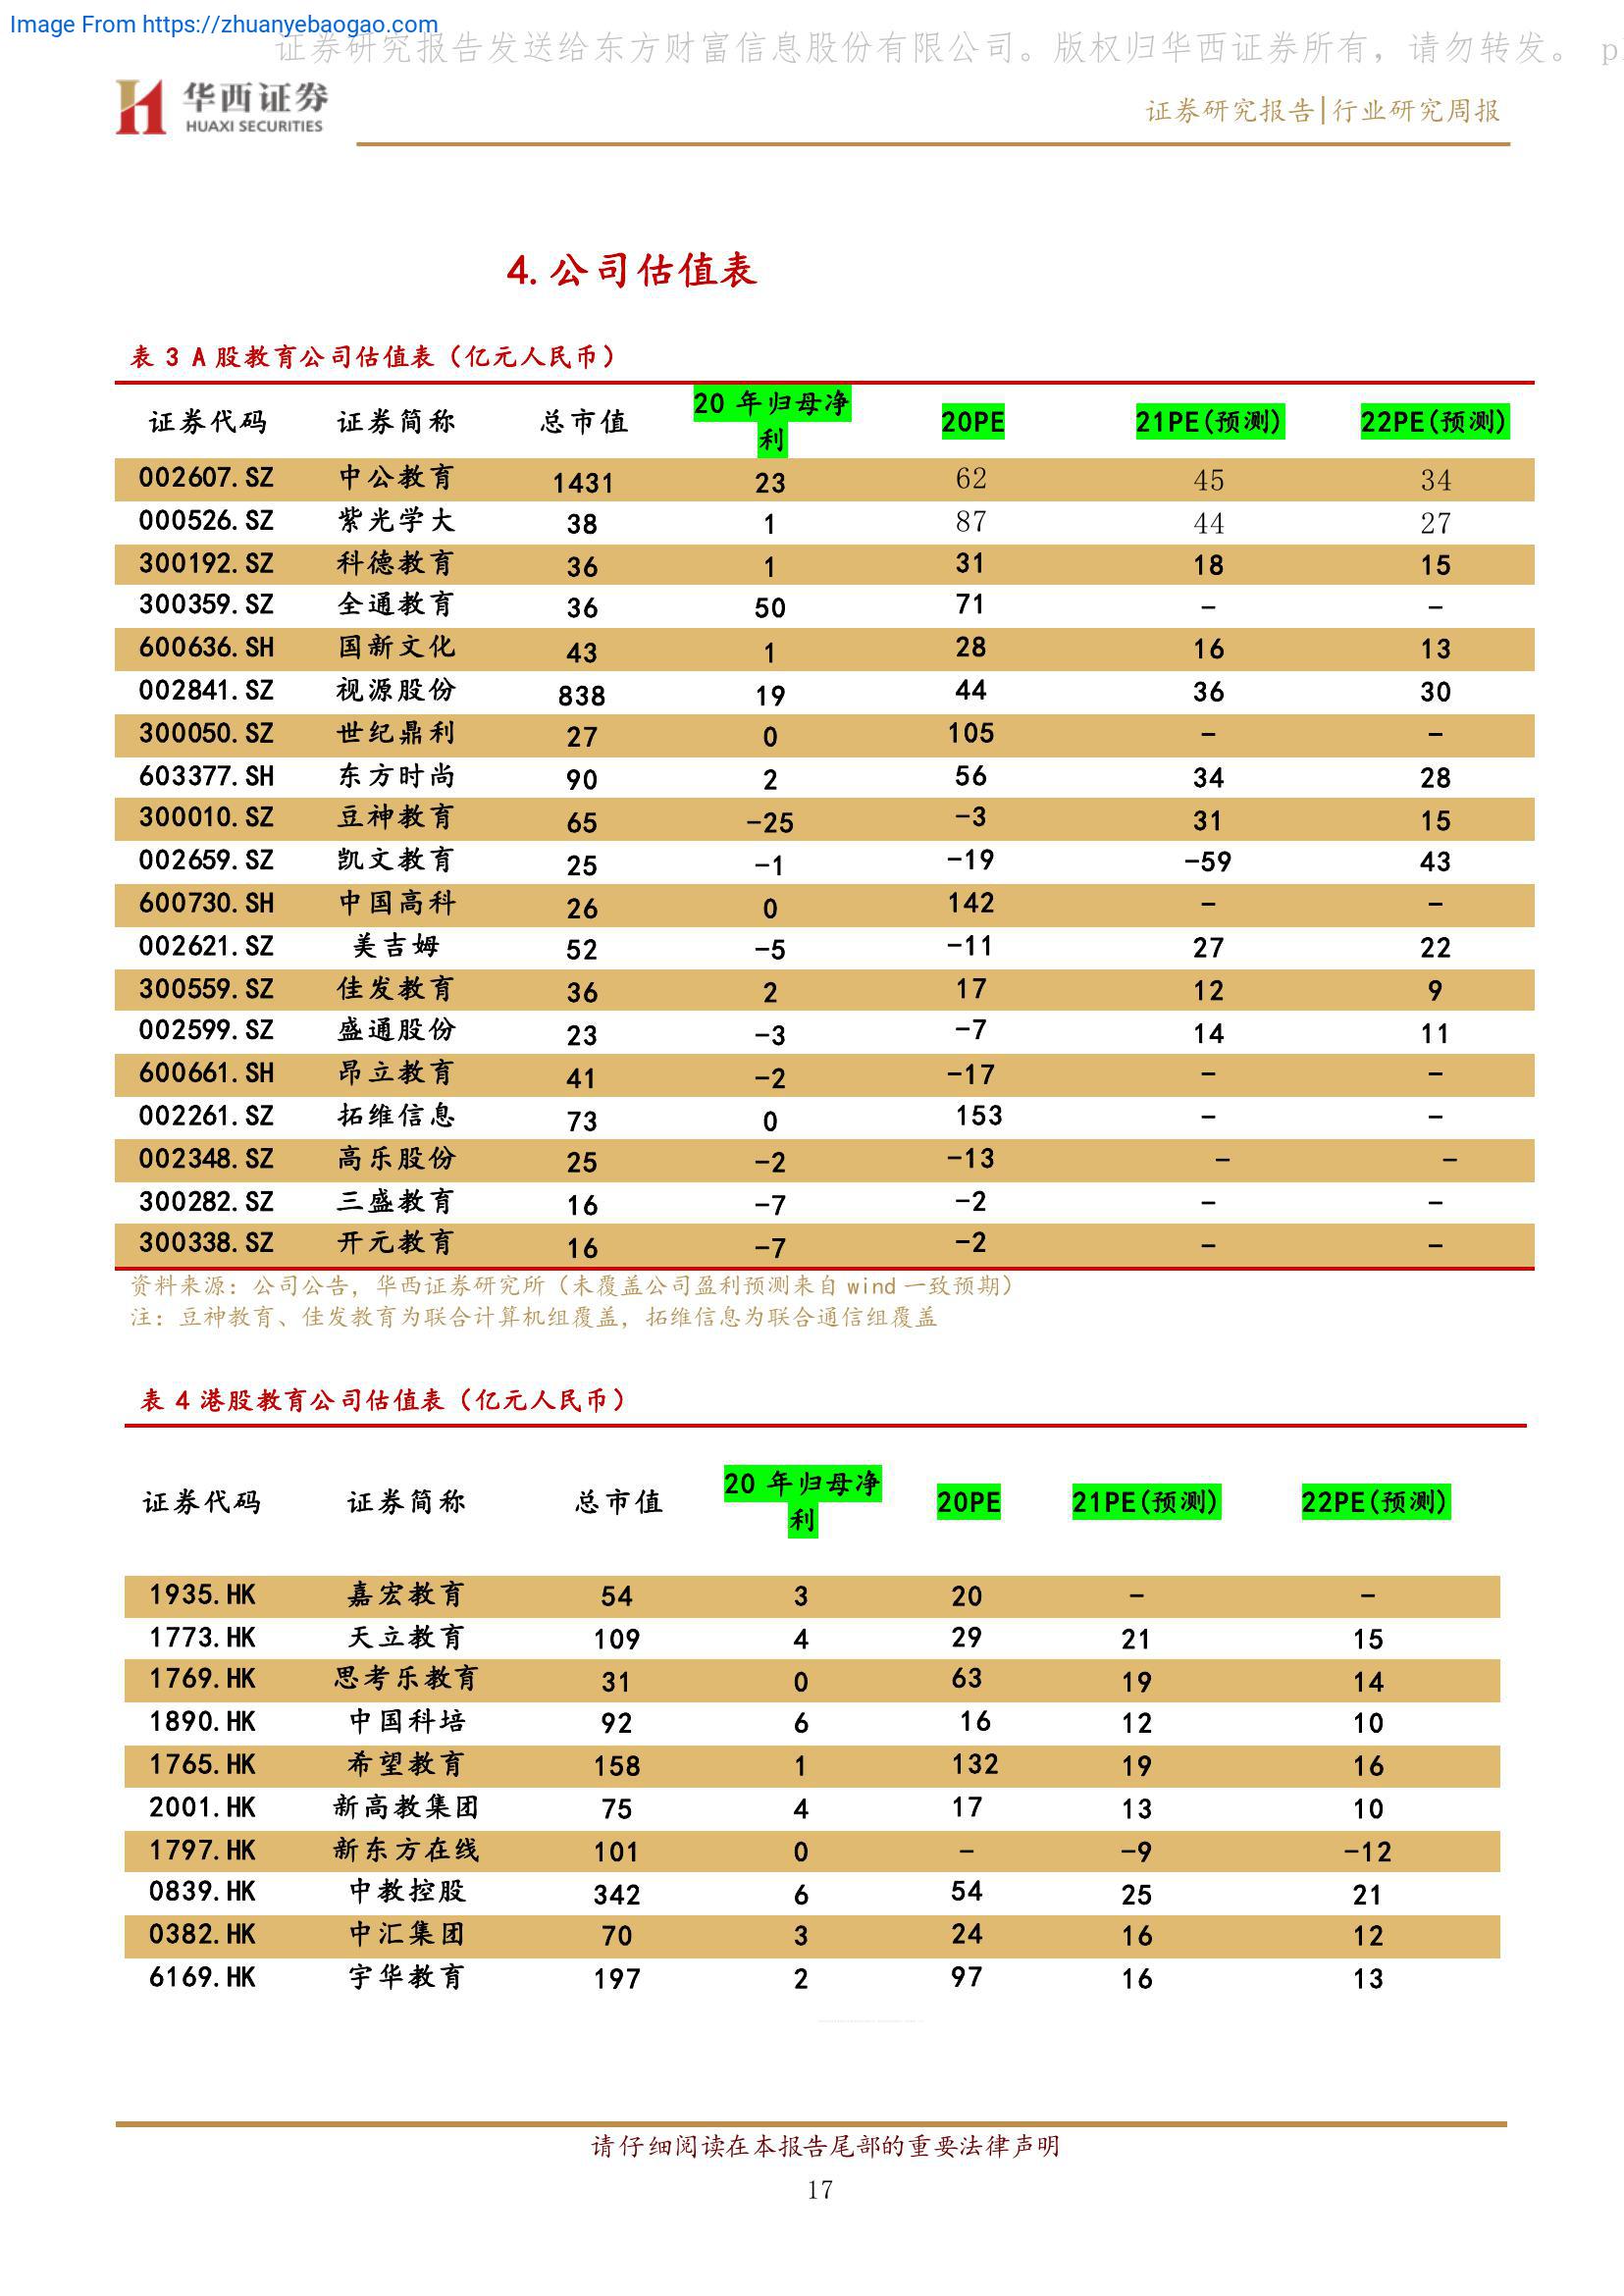 Image From https://zhuanyebaogao.com
证券研究报告发送给东方财富信息股份有限公司。版权归华西证券所有，请勿转发。 p
华西证券
HUAXI SECURITIES
证券研究报告|行业研究周报
4.公司估值表
表 3 A 股教育公司估值表（亿元人民币）
证券代码 证券简称 总市值 20 年归母净利 20PE 21PE(预测) 22PE(预测)
002607.SZ 中公教育 1431 23 62 45 34
000526.SZ 紫光学大 38 1 87 44 27
300192.SZ 科德教育 36 1 31 18 15
300359.SZ 全通教育 36 50 71 - -
600636.SH 国新文化 43 1 28 16 13
002841.SZ 视源股份 838 19 44 36 30
300050.SZ 世纪鼎利 27 0 105 - -
603377.SH 东方时尚 90 2 56 34 28
300010.SZ 豆神教育 65 -25 -3 31 15
002659.SZ 凯文教育 25 -1 -19 -59 43
600730.SH 中国高科 26 0 142 - -
002621.SZ 美吉姆 52 -5 -11 27 22
300559.SZ 佳发教育 36 2 17 12 9
002599.SZ 盛通股份 23 -3 -7 14 11
600661.SH 昂立教育 41 -2 -17 - -
002261.SZ 拓维信息 73 0 153 - -
002348.SZ 高乐股份 25 -2 -13 - -
300282.SZ 三盛教育 16 -7 -2 - -
300338.SZ 开元教育 16 -7 -2 - -
资料来源：公司公告，华西证券研究所（未覆盖公司盈利预测来自 wind 一致预期）
注：豆神教育、佳发教育为联合计算机组覆盖，拓维信息为联合通信组覆盖
表 4 港股教育公司估值表（亿元人民币）
证券代码 证券简称 总市值 20 年归母净利 20PE 21PE(预测) 22PE(预测)
1935.HK 嘉宏教育 54 3 20 - -
1773.HK 天立教育 109 4 29 21 15
1769.HK 思考乐教育 31 0 63 19 14
1890.HK 中国科培 92 6 16 12 10
1765.HK 希望教育 158 1 132 19 16
2001.HK 新高教集团 75 4 17 13 10
1797.HK 新东方在线 101 0 - -9 -12
0839.HK 中教控股 342 6 54 25 21
0382.HK 中汇集团 70 3 24 16 12
6169.HK 宇华教育 197 2 97 16 13
请仔细阅读在本报告尾部的重要法律声明
17